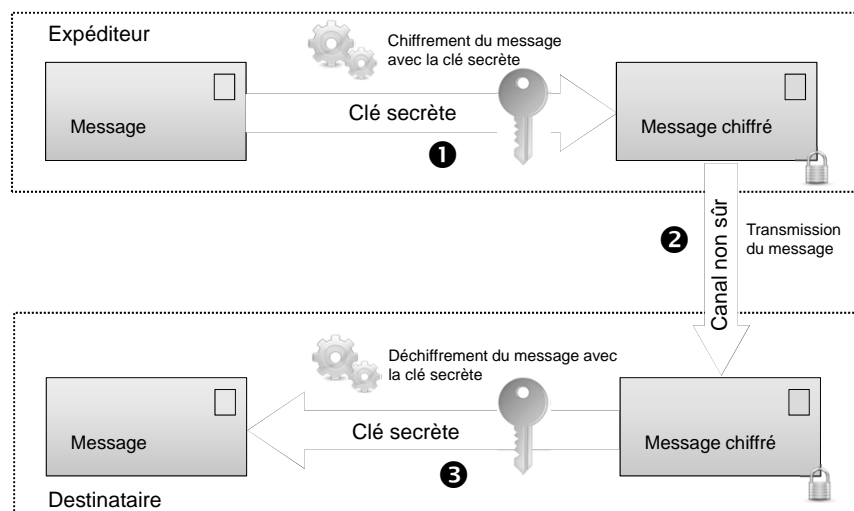 Expéditeur
Chiffrement du message
avec la clé secrète
Message
Clé secrète
Message chiffré
❶
❷
Canal non sûr
Transmission
du message
Déchiffrement du message avec
la clé secrète
Message
Clé secrète
Message chiffré
❸
Destinataire